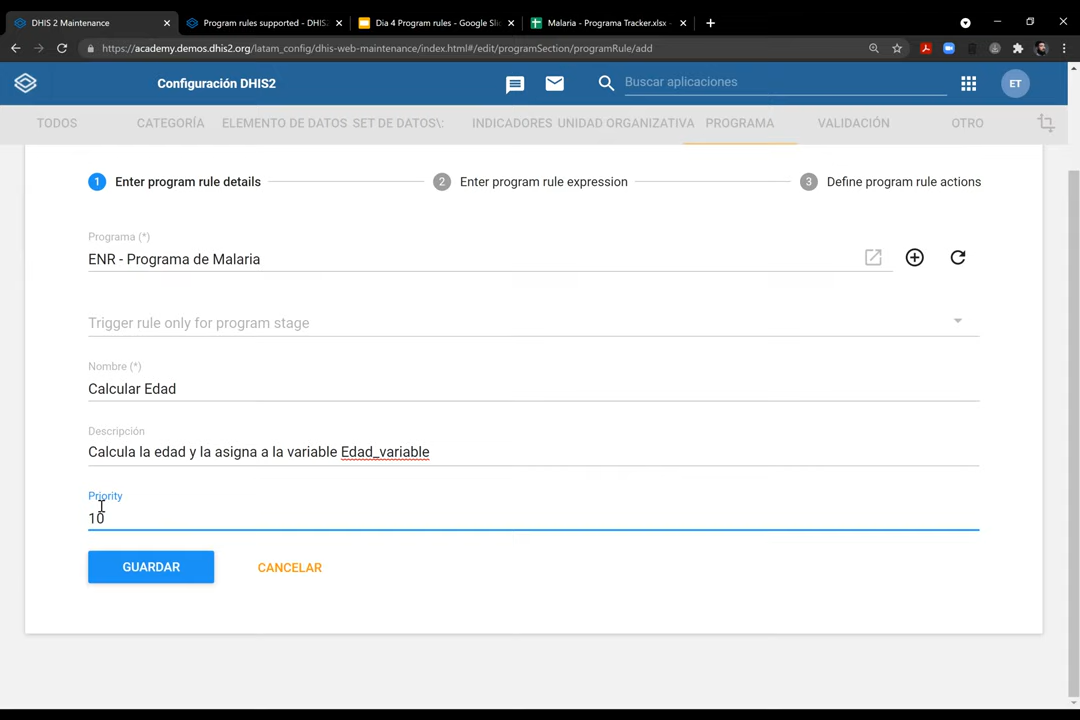 DHIS 2 Maintenance
Program rules supported - DHIS
Dia 4 Program rules - Google Sli
Malaria - Programa Tracker.xlsx -
https://academy.demos.dhis2.org/latam_config/dhis-web-maintenance/index.html#/edit/programSection/programRule/add
Configuración DHIS2
Buscar aplicaciones
ET
TODOS
CATEGORÍA
ELEMENTO DE DATOS
SET DE DATOS\:
INDICADORES
UNIDAD ORGANIZATIVA
PROGRAMA
VALIDACIÓN
OTRO
1 Enter program rule details
2 Enter program rule expression
3 Define program rule actions
Programa (*)
ENR - Programa de Malaria
Trigger rule only for program stage
Nombre (*)
Calcular Edad
Descripción
Calcula la edad y la asigna a la variable Edad_variable
Priority
10
GUARDAR
CANCELAR